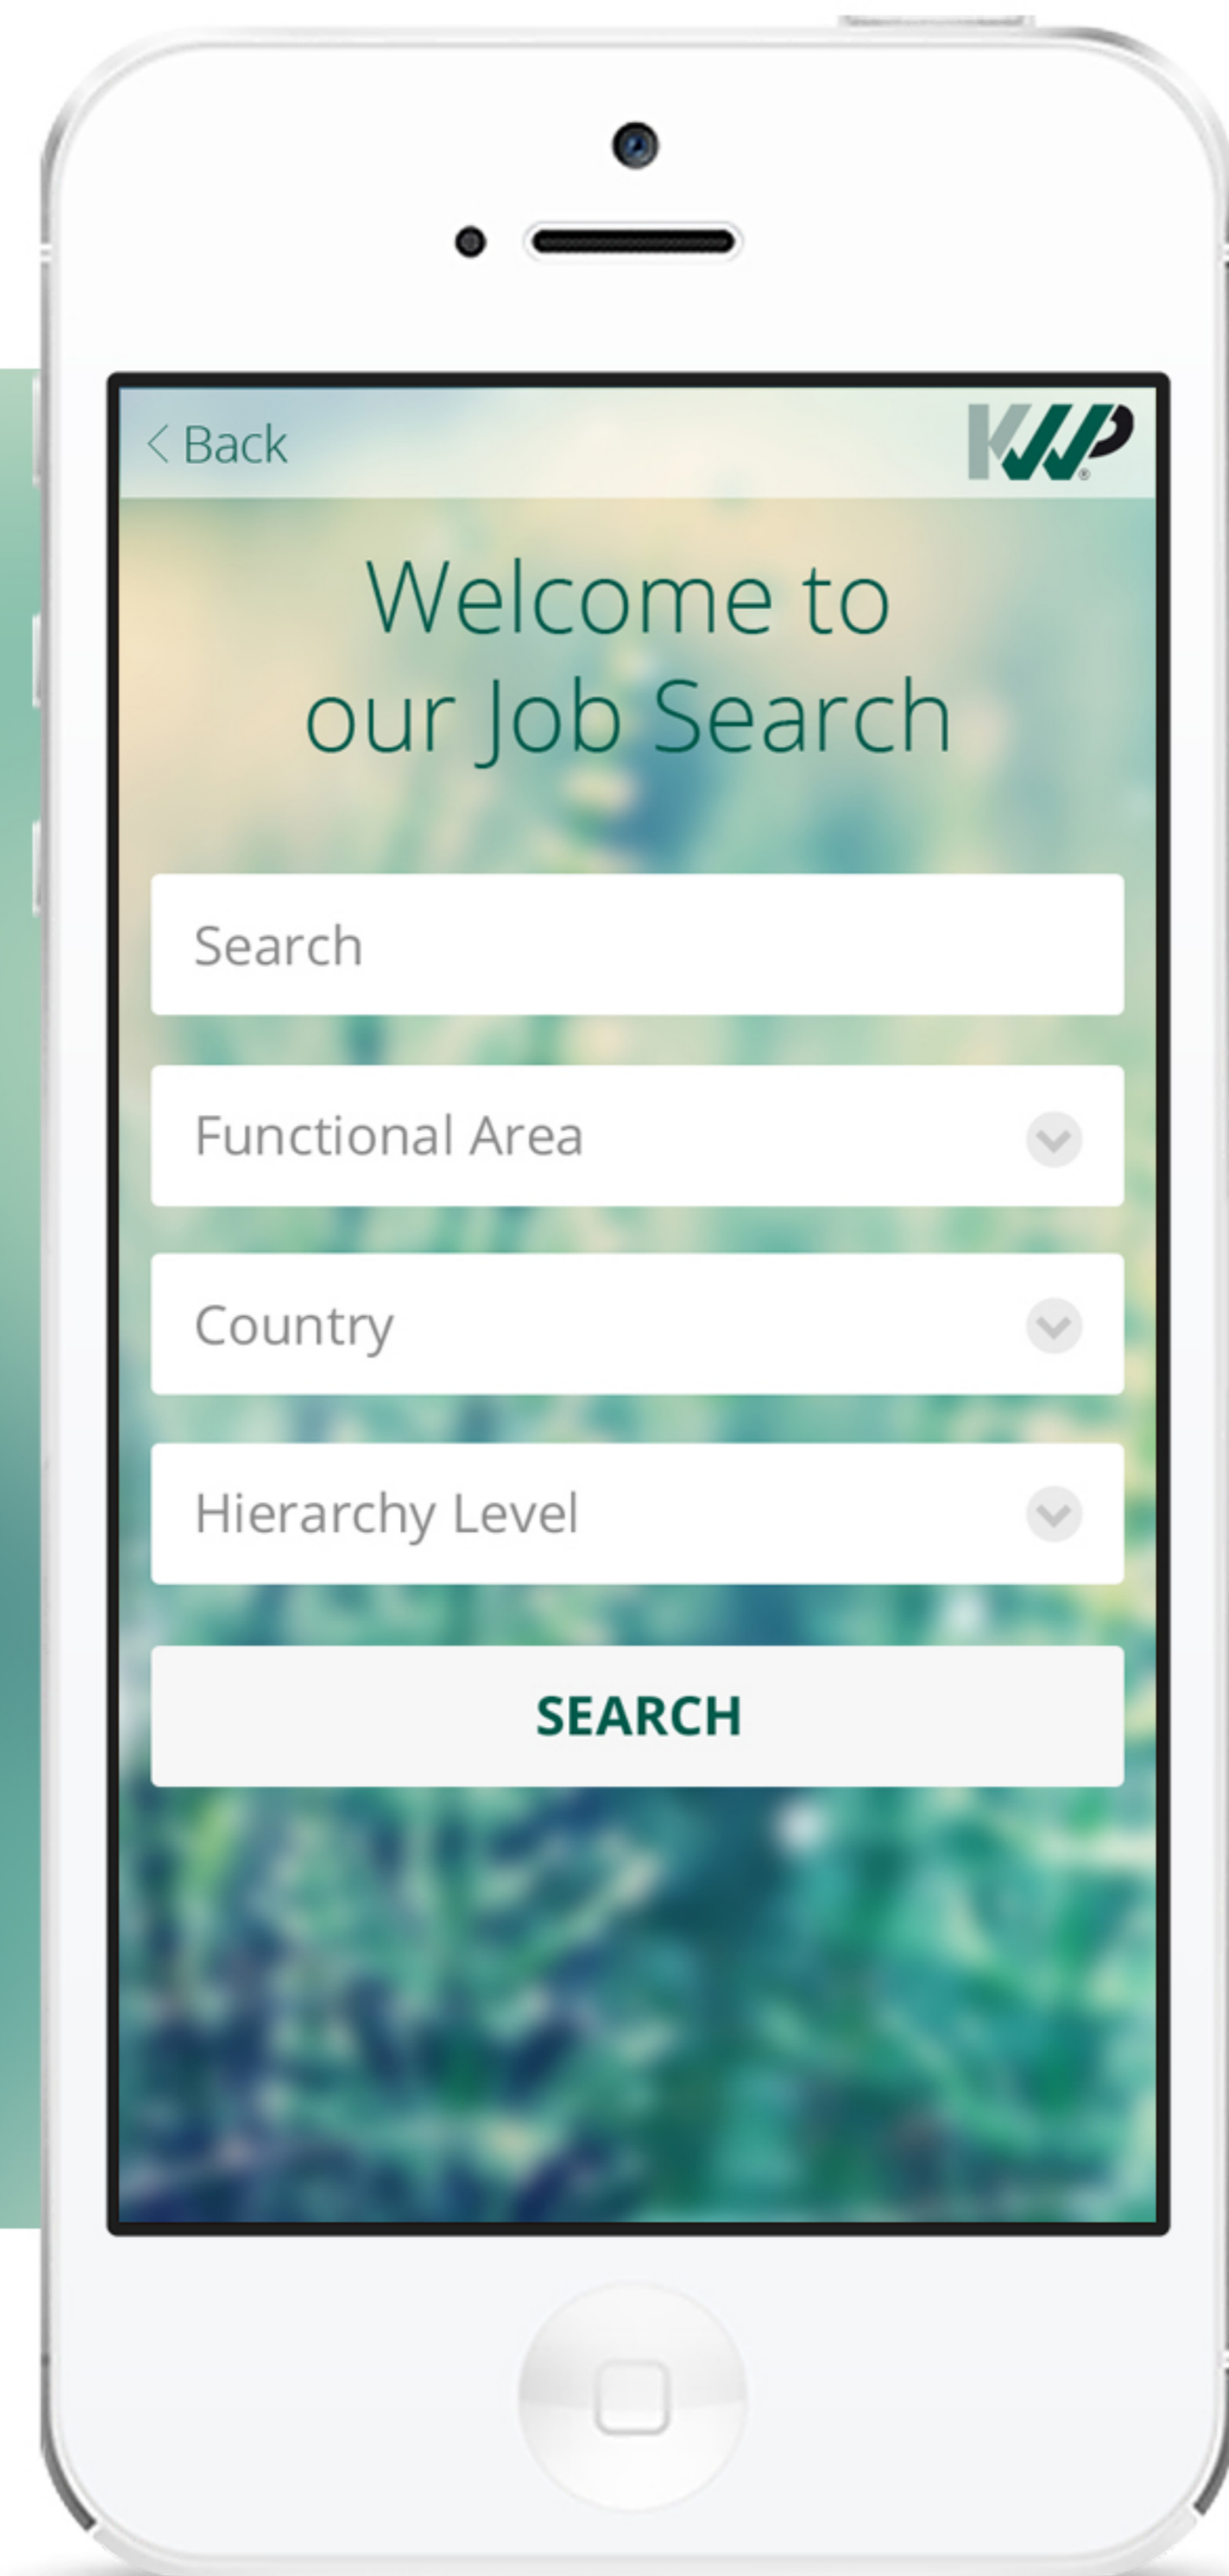 Back
KWP®
Welcome to
our Job Search
Search
Functional Area
Country
Hierarchy Level
SEARCH